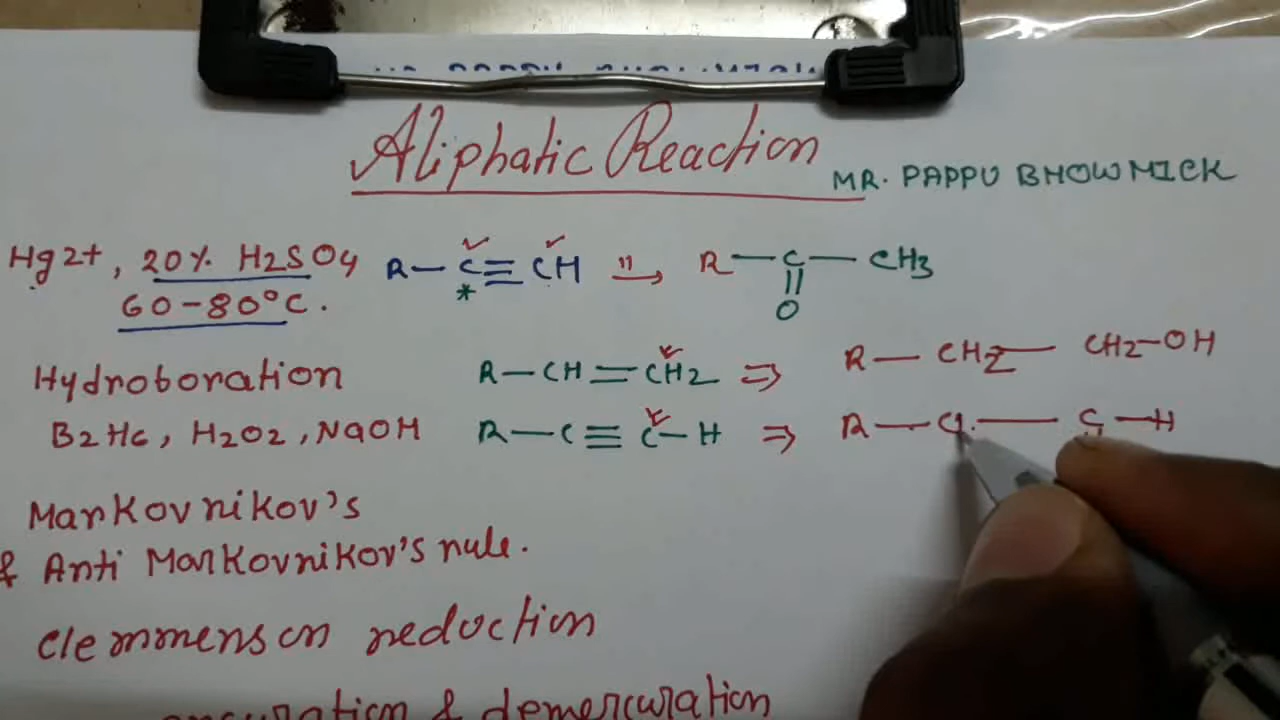 Aliphatic Reaction
MR. PAPPU BHOWMICK
Hg2+, 20% H2SO4 R—C≡CH ⇒ R—C—CH3
* || O
60-80°C.
Hydroboration R—CH=CH2 ⇒ R—CH2—CH2-OH
B2H6, H2O2, NaOH R—C≡C-H ⇒ R—C—C-H
Markovnikov's
& Anti Markovnikov's rule.
Clemmenson reduction
& demercuration